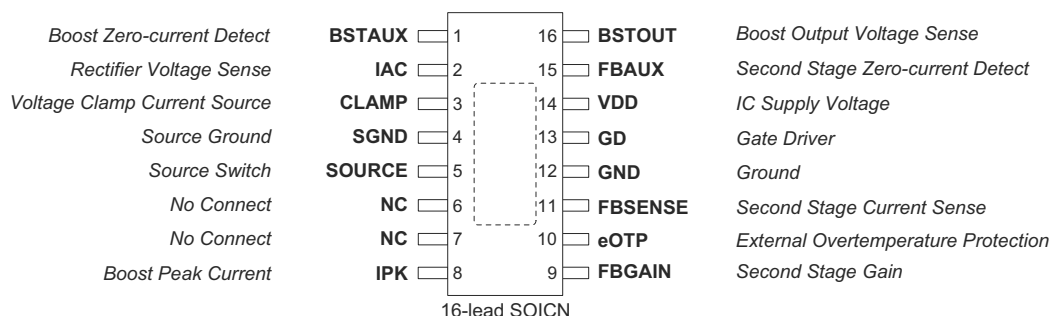 Boost Zero-current Detect BSTAUX 1 16 BSTOUT Boost Output Voltage Sense
Rectifier Voltage Sense IAC 2 15 FBAUX Second Stage Zero-current Detect
Voltage Clamp Current Source CLAMP 3 14 VDD IC Supply Voltage
Source Ground SGND 4 13 GD Gate Driver
Source Switch SOURCE 5 12 GND Ground
No Connect NC 6 11 FBSENSE Second Stage Current Sense
No Connect NC 7 10 eOTP External Overtemperature Protection
Boost Peak Current IPK 8 9 FBGAIN Second Stage Gain
16-lead SOICN